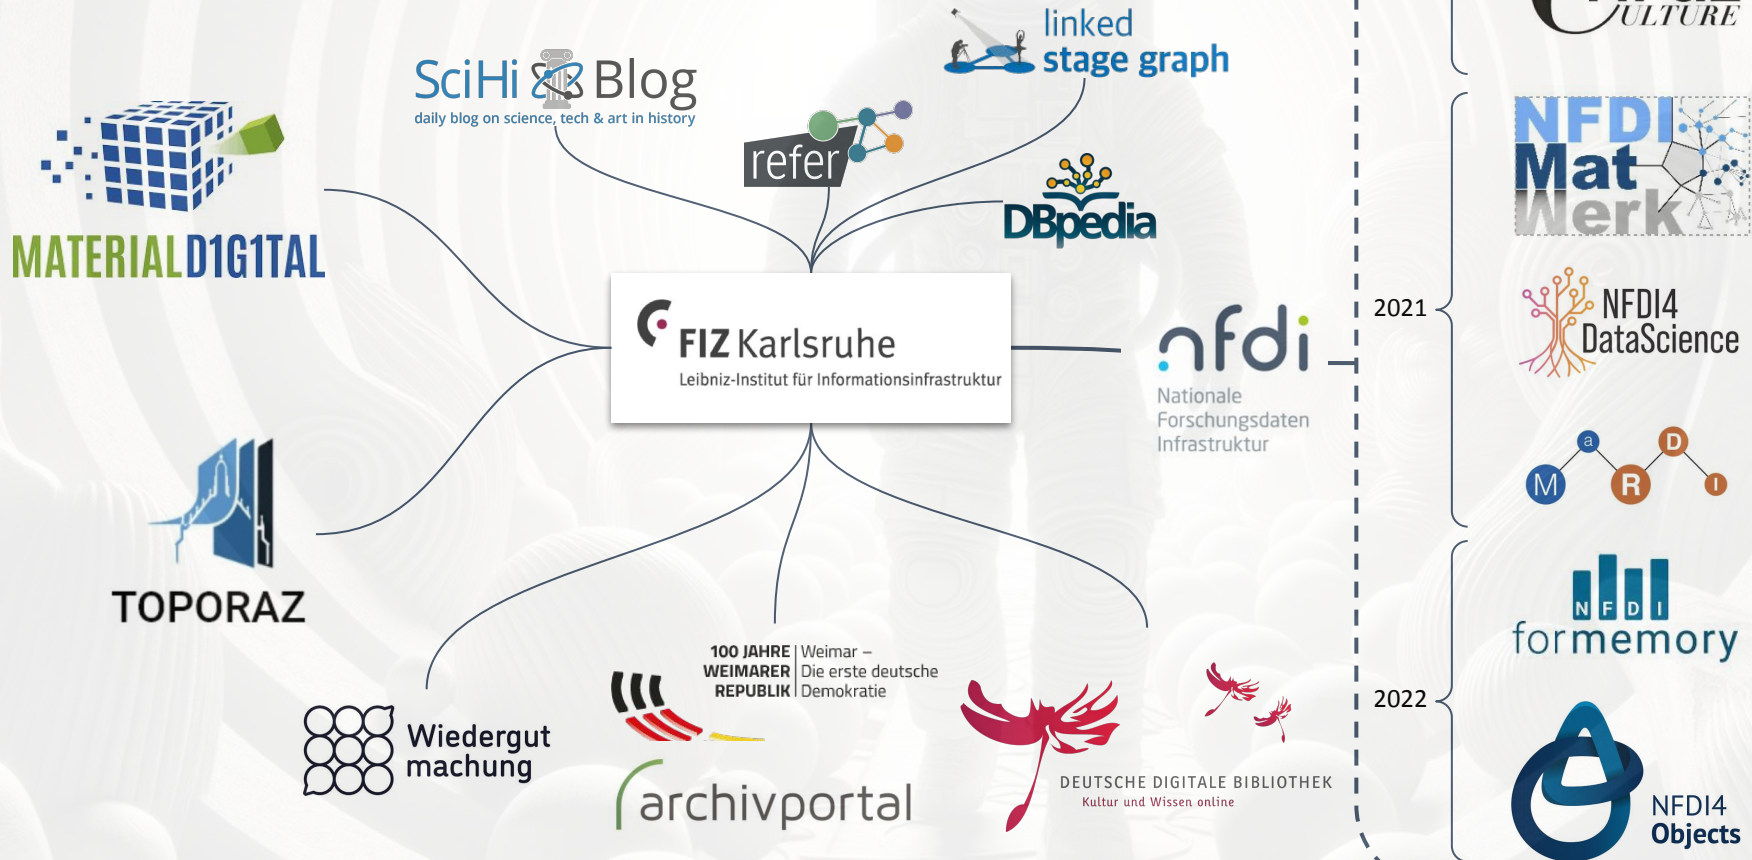 ULTURE
linked
stage graph
SciHi Blog
daily blog on science, tech & art in history
refer
DBpedia
MATERIALD1G1TAL
NFDI
Mat
Werk
2021
FIZ Karlsruhe
Leibniz-Institut für Informationsinfrastruktur
nfdi
Nationale
Forschungsdaten
Infrastruktur
NFDI4
DataScience
M a R D I
TOPORAZ
NFDI
formemory
2022
100 JAHRE
WEIMARER
REPUBLIK
Weimar –
Die erste deutsche
Demokratie
Wiedergut
machung
archivportal
DEUTSCHE DIGITALE BIBLIOTHEK
Kultur und Wissen online
NFDI4
Objects